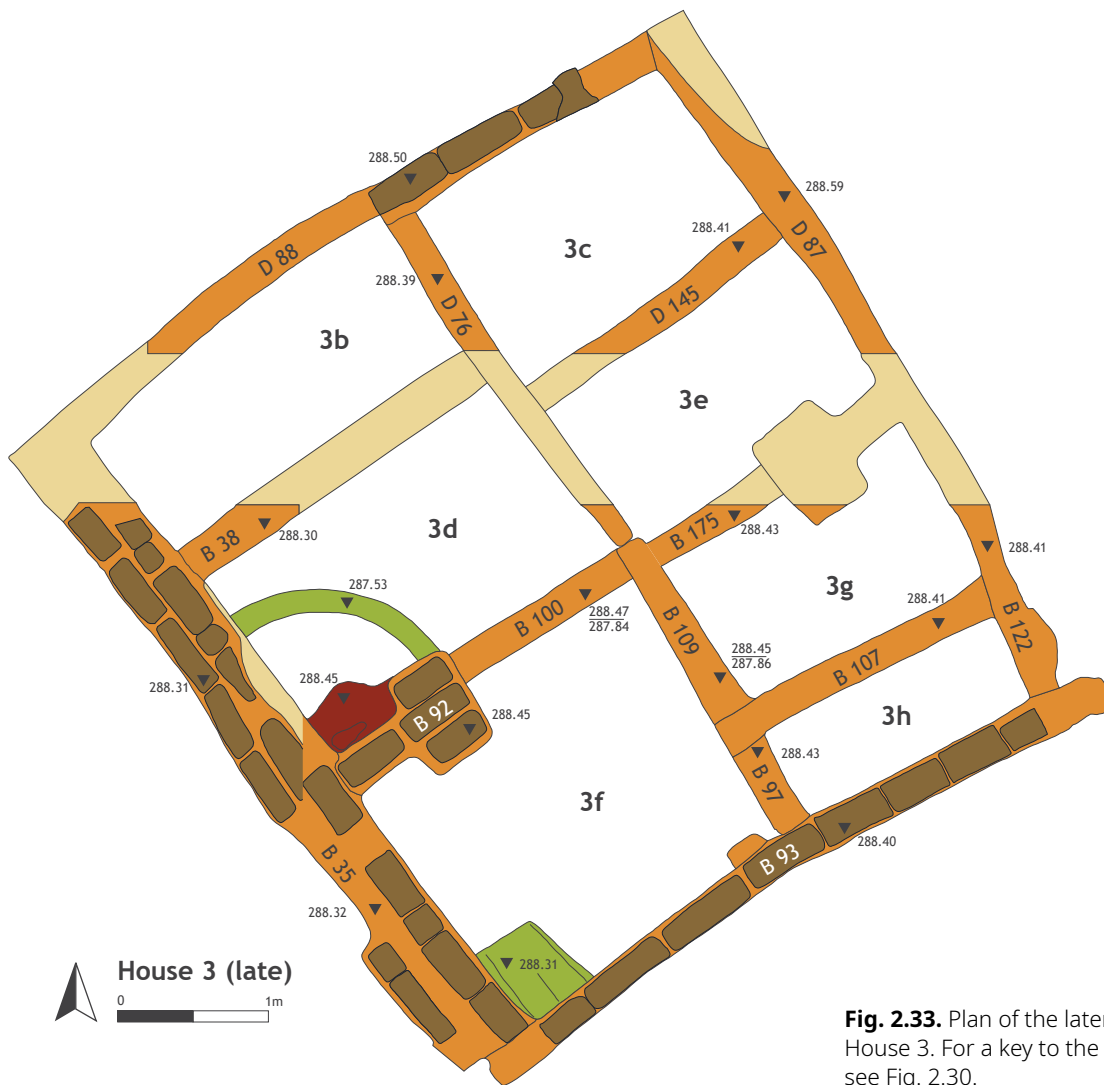 288.50
288.59
D 88
3c
288.41
D 87
288.39
D 76
D 145
3b
3e
B 38
288.30
3d
B 175
288.43
288.41
287.53
B 100
288.47
287.84
3g
288.41
B 109
B 122
288.45
287.86
B 107
288.31
288.45
B 92
288.45
3h
288.43
B 97
3f
B 93
288.40
B 35
288.32
288.31
House 3 (late)
0 1m
Fig. 2.33. Plan of the later
House 3. For a key to the
see Fig. 2.30.